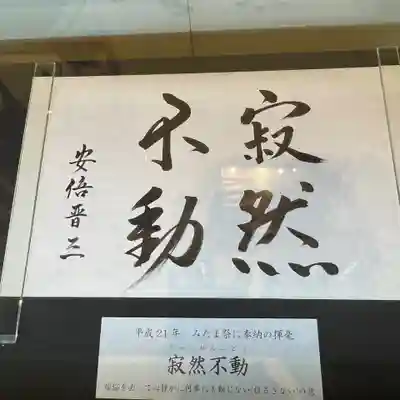 寂然
不動
安倍晋三
平成21年 みたま祭に奉納の揮毫
寂然不動